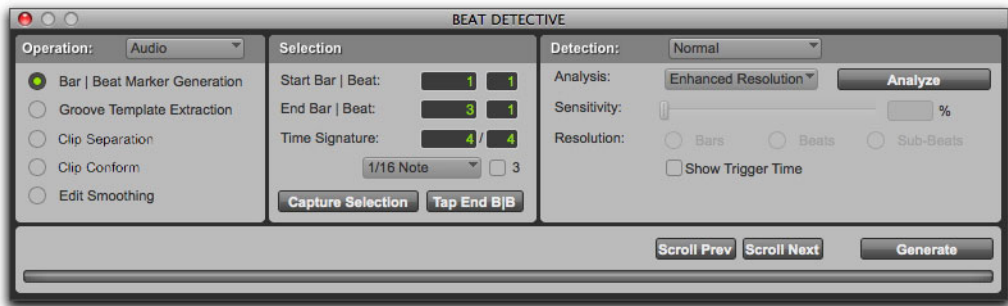 BEAT DETECTIVE
Operation: Audio
Bar | Beat Marker Generation
Groove Template Extraction
Clip Separation
Clip Conform
Edit Smoothing
Selection
Start Bar | Beat: 1 1
End Bar | Beat: 3 1
Time Signature: 4 / 4
1/16 Note 3
Capture Selection Tap End B|B
Detection: Normal
Analysis: Enhanced Resolution Analyze
Sensitivity: %
Resolution: Bars Beats Sub-Beats
Show Trigger Time
Scroll Prev Scroll Next Generate